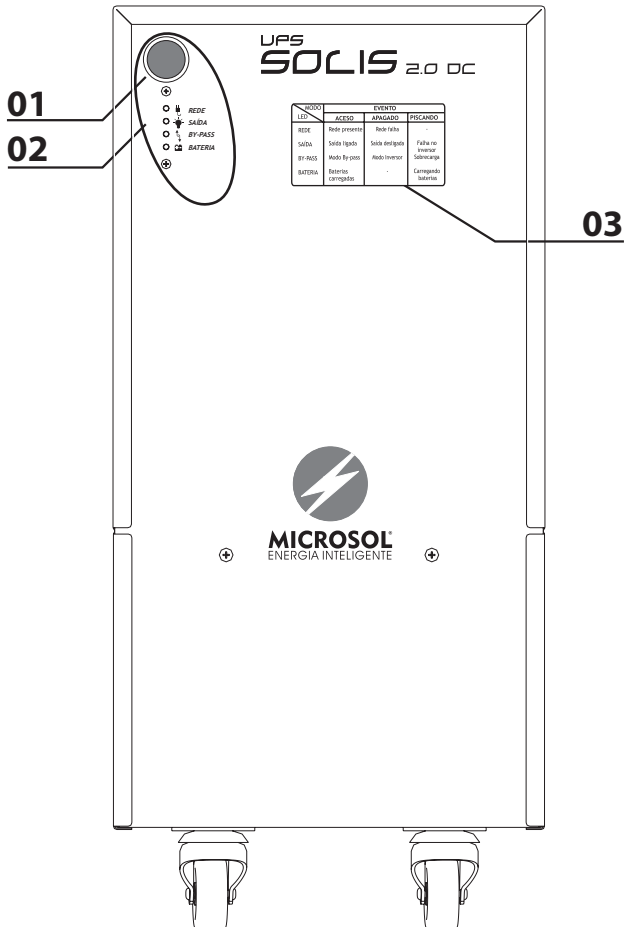 UPS
SOLIS 2.0 DC
01
02
REDE
SAÍDA
BY-PASS
BATERIA
MODO EVENTO
LED ACESO APAGADO PISCANDO
REDE Rede presente Rede falha -
SAÍDA Saída ligada Saída desligada Falha no inversor
BY-PASS Modo By-pass Modo Inversor Sobrecarga
BATERIA Baterias carregadas - Carregando baterias
03
MICROSOL®
ENERGIA INTELIGENTE